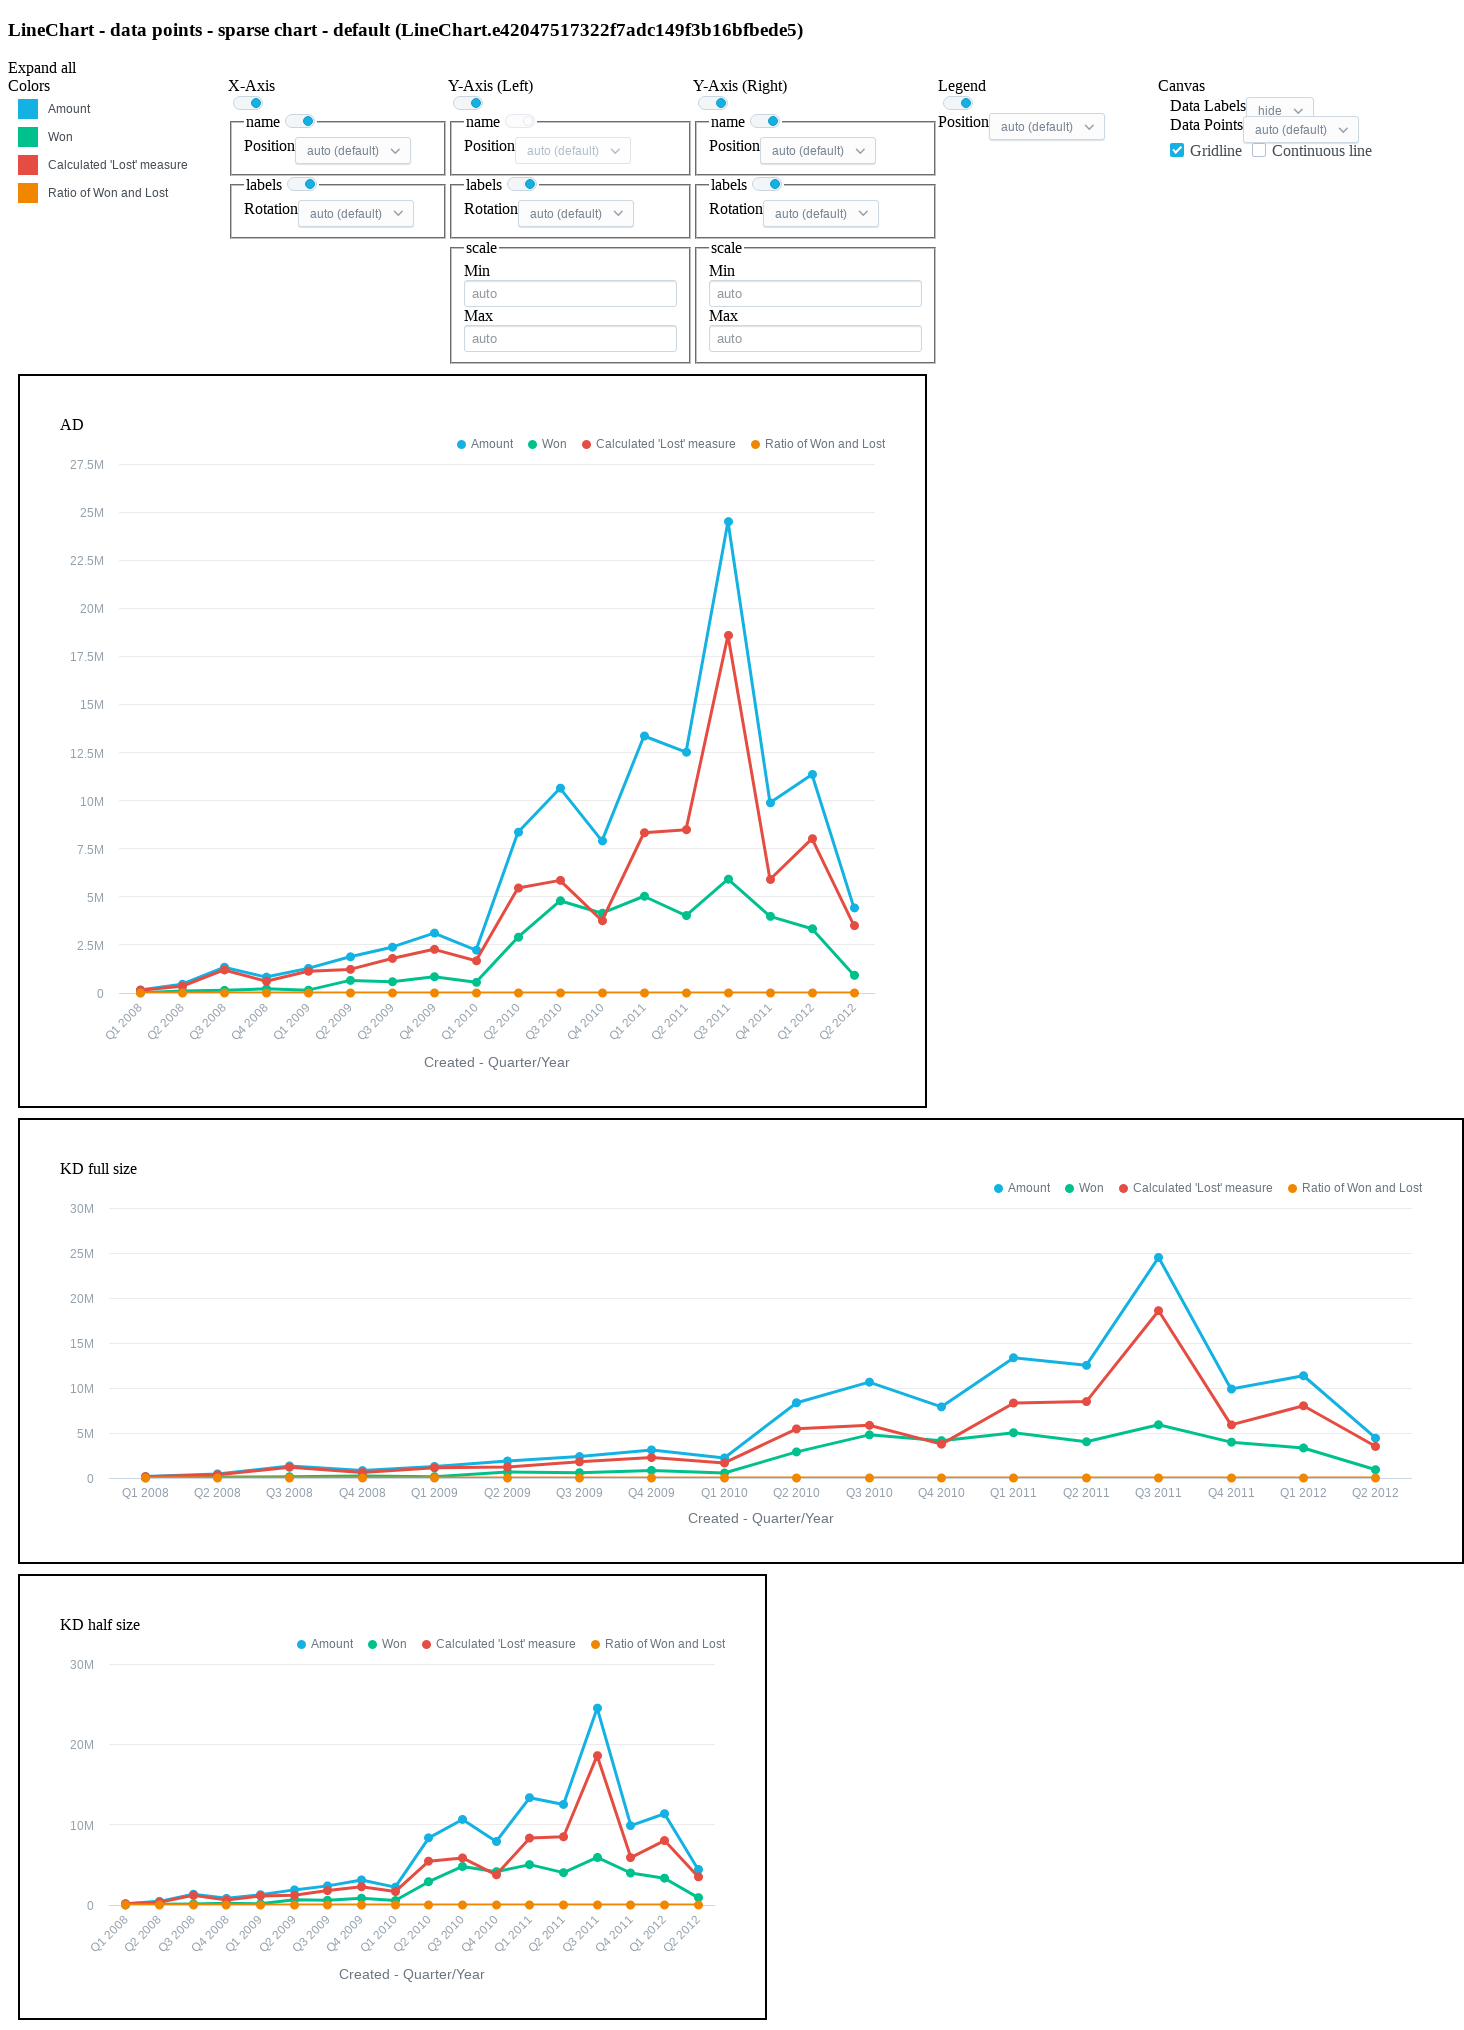 LineChart - data points - sparse chart - default (LineChart.e42047517322f7adc149f3b16bfbede5)
Expand all
Colors
Amount
Won
Calculated 'Lost' measure
Ratio of Won and Lost
X-Axis
name
Position auto (default)
labels
Rotation auto (default)
Y-Axis (Left)
name
Position auto (default)
labels
Rotation auto (default)
scale
Min
auto
Max
auto
Y-Axis (Right)
name
Position auto (default)
labels
Rotation auto (default)
scale
Min
auto
Max
auto
Legend
Position auto (default)
Canvas
Data Labels hide
Data Points auto (default)
Gridline Continuous line
AD
Amount Won Calculated 'Lost' measure Ratio of Won and Lost
27.5M
25M
22.5M
20M
17.5M
15M
12.5M
10M
7.5M
5M
2.5M
0
Q1 2008 Q2 2008 Q3 2008 Q4 2008 Q1 2009 Q2 2009 Q3 2009 Q4 2009 Q1 2010 Q2 2010 Q3 2010 Q4 2010 Q1 2011 Q2 2011 Q3 2011 Q4 2011 Q1 2012 Q2 2012
Created - Quarter/Year
KD full size
Amount Won Calculated 'Lost' measure Ratio of Won and Lost
30M
25M
20M
15M
10M
5M
0
Q1 2008 Q2 2008 Q3 2008 Q4 2008 Q1 2009 Q2 2009 Q3 2009 Q4 2009 Q1 2010 Q2 2010 Q3 2010 Q4 2010 Q1 2011 Q2 2011 Q3 2011 Q4 2011 Q1 2012 Q2 2012
Created - Quarter/Year
KD half size
Amount Won Calculated 'Lost' measure Ratio of Won and Lost
30M
20M
10M
0
Q1 2008 Q2 2008 Q3 2008 Q4 2008 Q1 2009 Q2 2009 Q3 2009 Q4 2009 Q1 2010 Q2 2010 Q3 2010 Q4 2010 Q1 2011 Q2 2011 Q3 2011 Q4 2011 Q1 2012 Q2 2012
Created - Quarter/Year